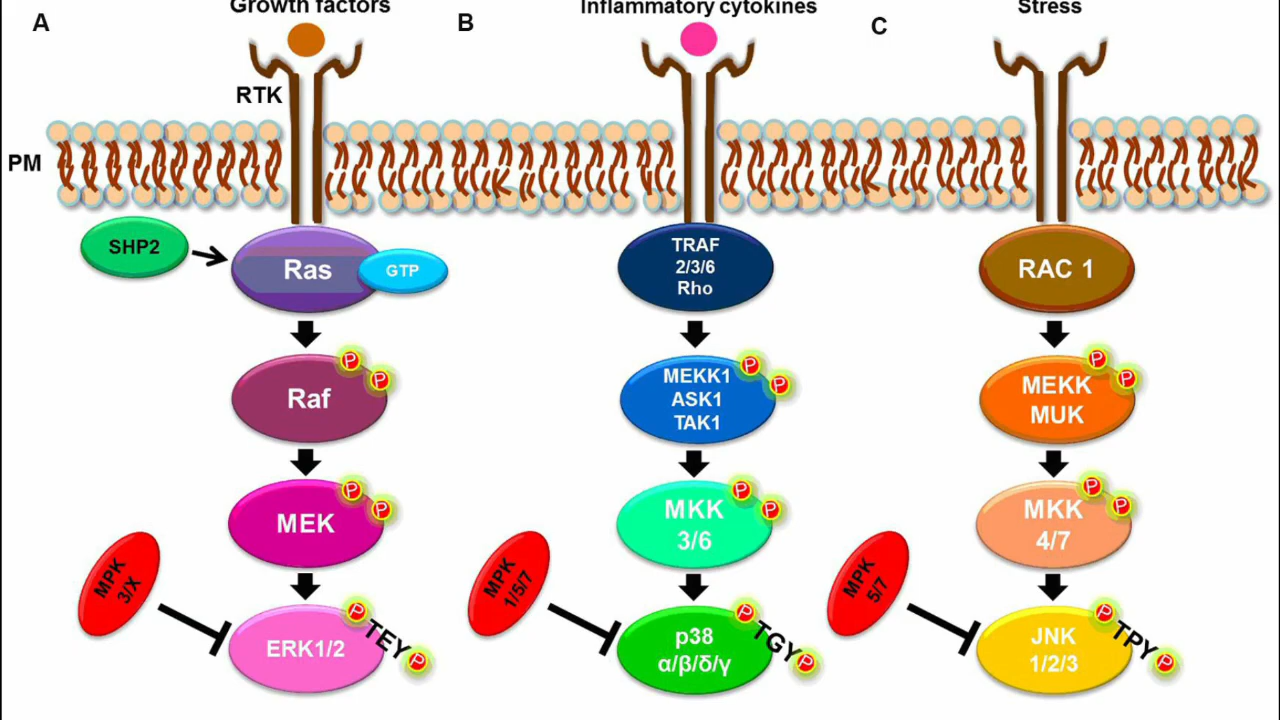 A
Growth factors
B
Inflammatory cytokines
C
Stress
RTK
PM
SHP2
Ras
GTP
TRAF
2/3/6
Rho
RAC 1
Raf
P
P
MEKK1
ASK1
TAK1
P
P
MEKK
MUK
P
P
MEK
P
P
MKK
3/6
P
P
MKK
4/7
P
P
MPK
3/X
ERK1/2
P
TEY
P
MPK
1/5/7
p38
α/β/δ/γ
P
TGY
P
MPK
5/7
JNK
1/2/3
P
TPY
P